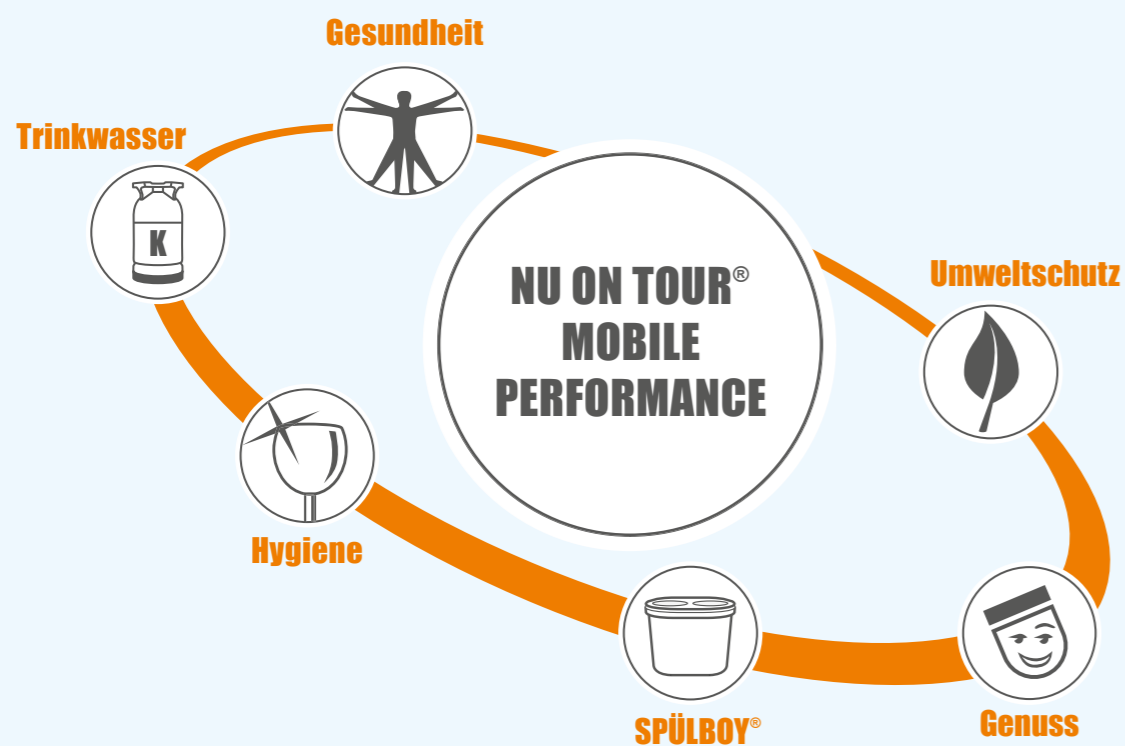 Gesundheit
Trinkwasser
K
NU ON TOUR®
MOBILE
PERFORMANCE
Umweltschutz
Hygiene
SPÜLBOY®
Genuss